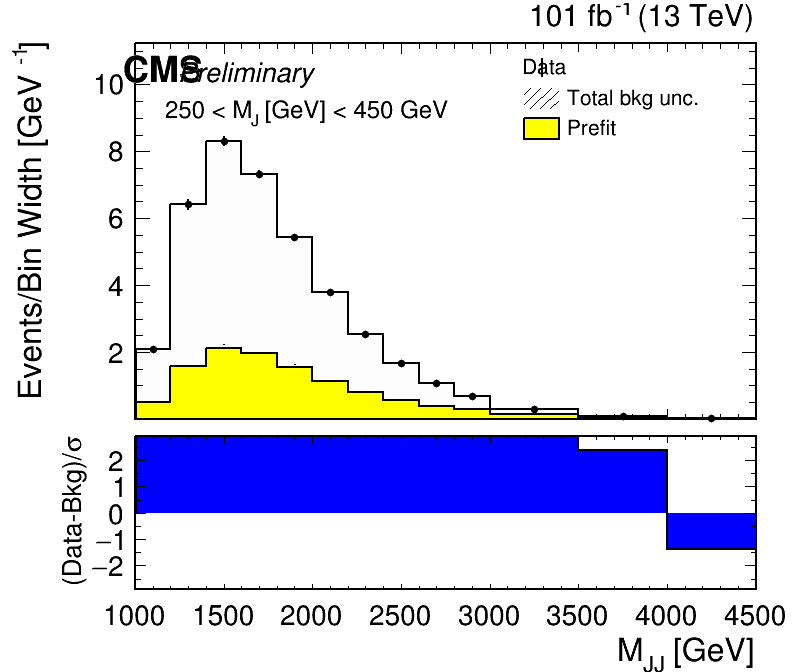 101 fb⁻¹ (13 TeV)
CMS Preliminary
250 < M_J [GeV] < 450 GeV
Data
Total bkg unc.
Prefit
Events/Bin Width [GeV⁻¹]
10
8
6
4
2
(Data-Bkg)/σ
2
1
0
−1
−2
1000 1500 2000 2500 3000 3500 4000 4500
M_JJ [GeV]